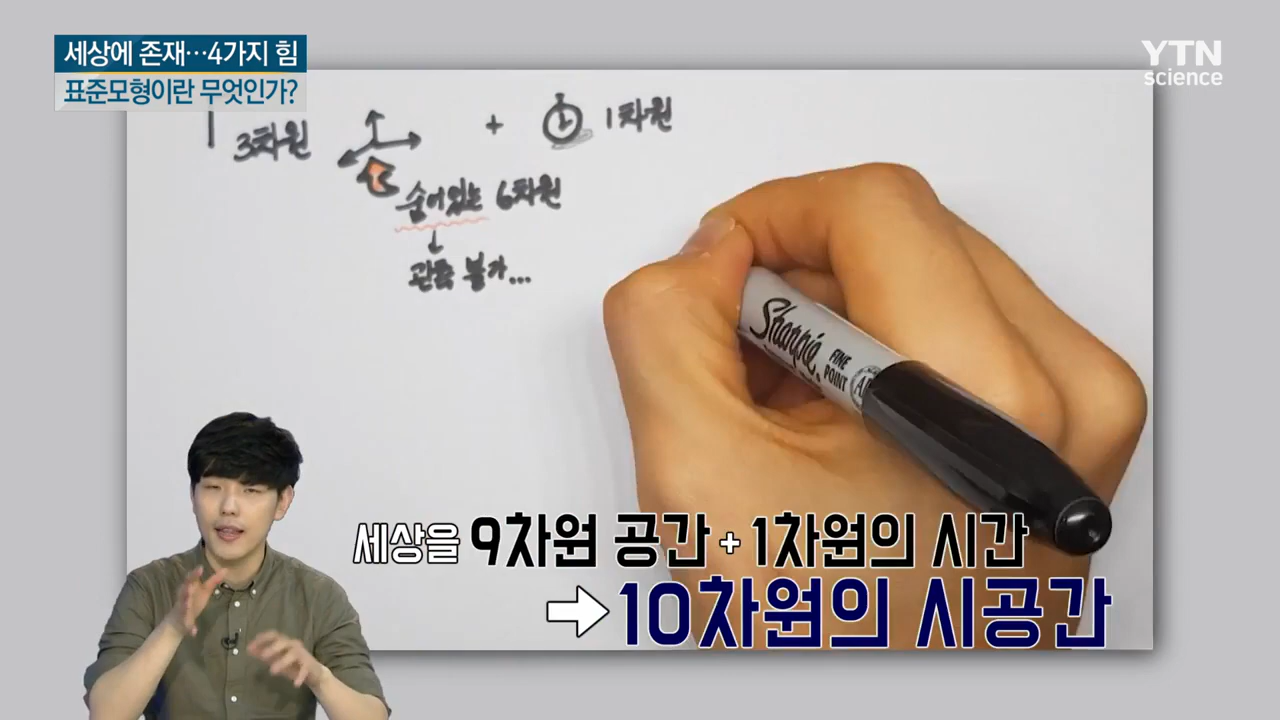 세상에 존재…4가지 힘
표준모형이란 무엇인가?
YTN
science
3차원 + 1차원
숨어있는 6차원
관측 불가...
Sharpie
FINE
POINT
세상을 9차원 공간 + 1차원의 시간
10차원의 시공간